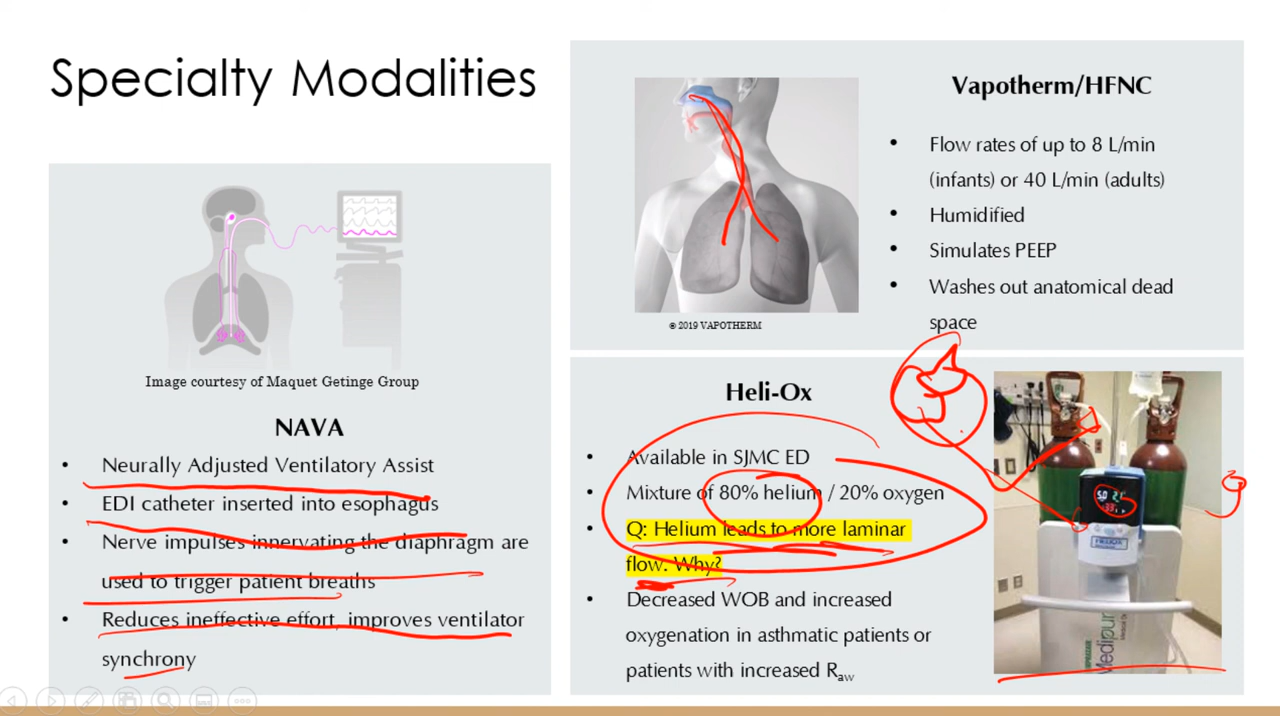 Specialty Modalities
Image courtesy of Maquet Getinge Group
NAVA
• Neurally Adjusted Ventilatory Assist
• EDI catheter inserted into esophagus
• Nerve impulses innervating the diaphragm are
used to trigger patient breaths
• Reduces ineffective effort, improves ventilator
synchrony
Vapotherm/HFNC
• Flow rates of up to 8 L/min
(infants) or 40 L/min (adults)
• Humidified
• Simulates PEEP
• Washes out anatomical dead
space
© 2019 VAPOTHERM
Heli-Ox
• Available in SJMC ED
• Mixture of 80% helium / 20% oxygen
• Q: Helium leads to more laminar
flow. Why?
• Decreased WOB and increased
oxygenation in asthmatic patients or
patients with increased Raw